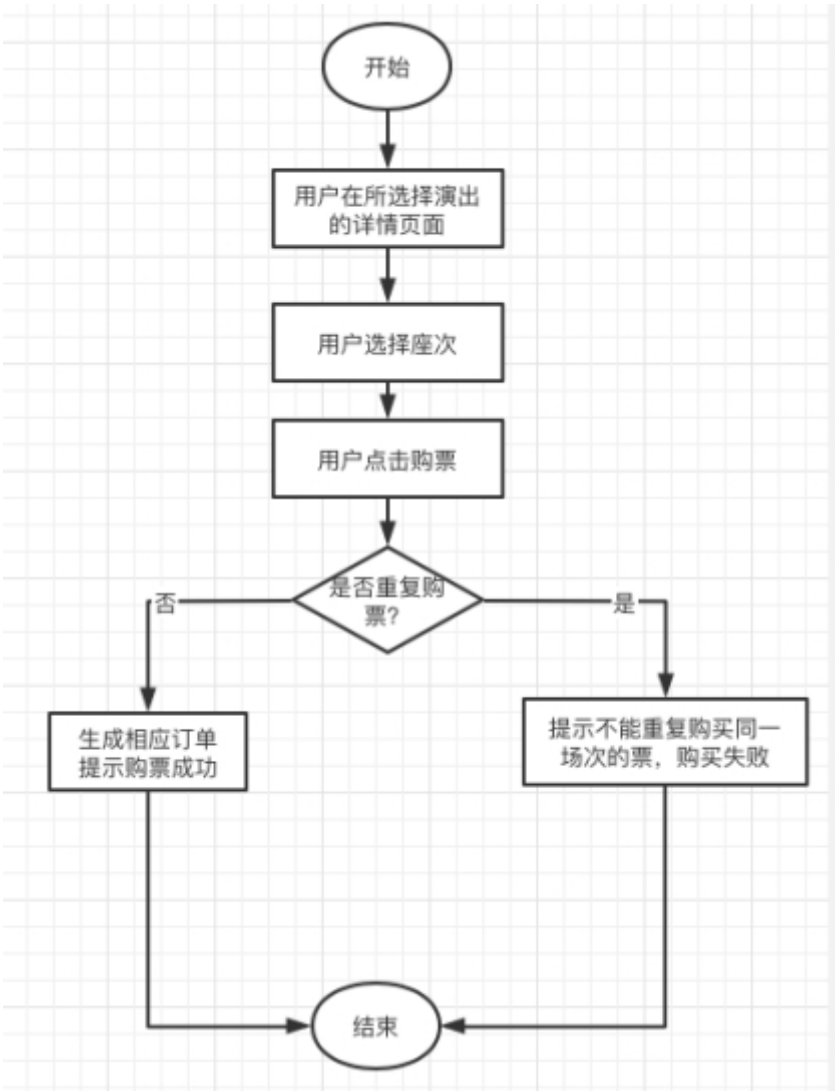 开始
用户在所选择演出
的详情页面
用户选择座次
用户点击购票
是否重复购
票?
否
是
生成相应订单
提示购票成功
提示不能重复购买同一
场次的票，购买失败
结束